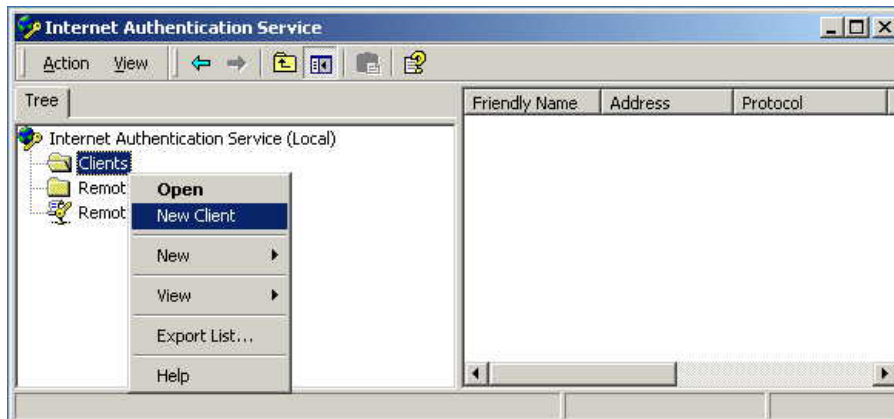 Internet Authentication Service
Action View
Tree
Friendly Name Address Protocol
Internet Authentication Service (Local)
Clients
Remot
Remot
Open
New Client
New
View
Export List...
Help